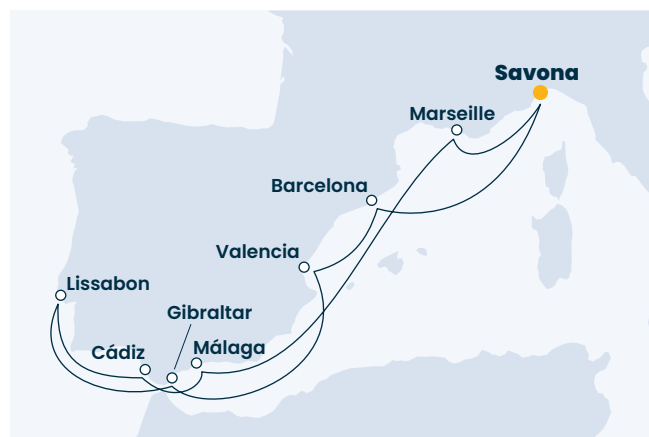 Savona
Marseille
Barcelona
Valencia
Lissabon
Gibraltar
Cádiz
Málaga